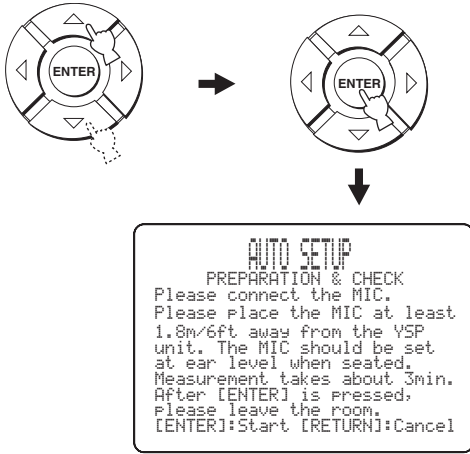 ENTER
ENTER
AUTO SETUP
PREPARATION & CHECK
Please connect the MIC.
Please place the MIC at least
1.8m/6ft away from the YSP
unit. The MIC should be set
at ear level when seated.
Measurement takes about 3min.
After [ENTER] is pressed,
please leave the room.
[ENTER]:Start [RETURN]:Cancel